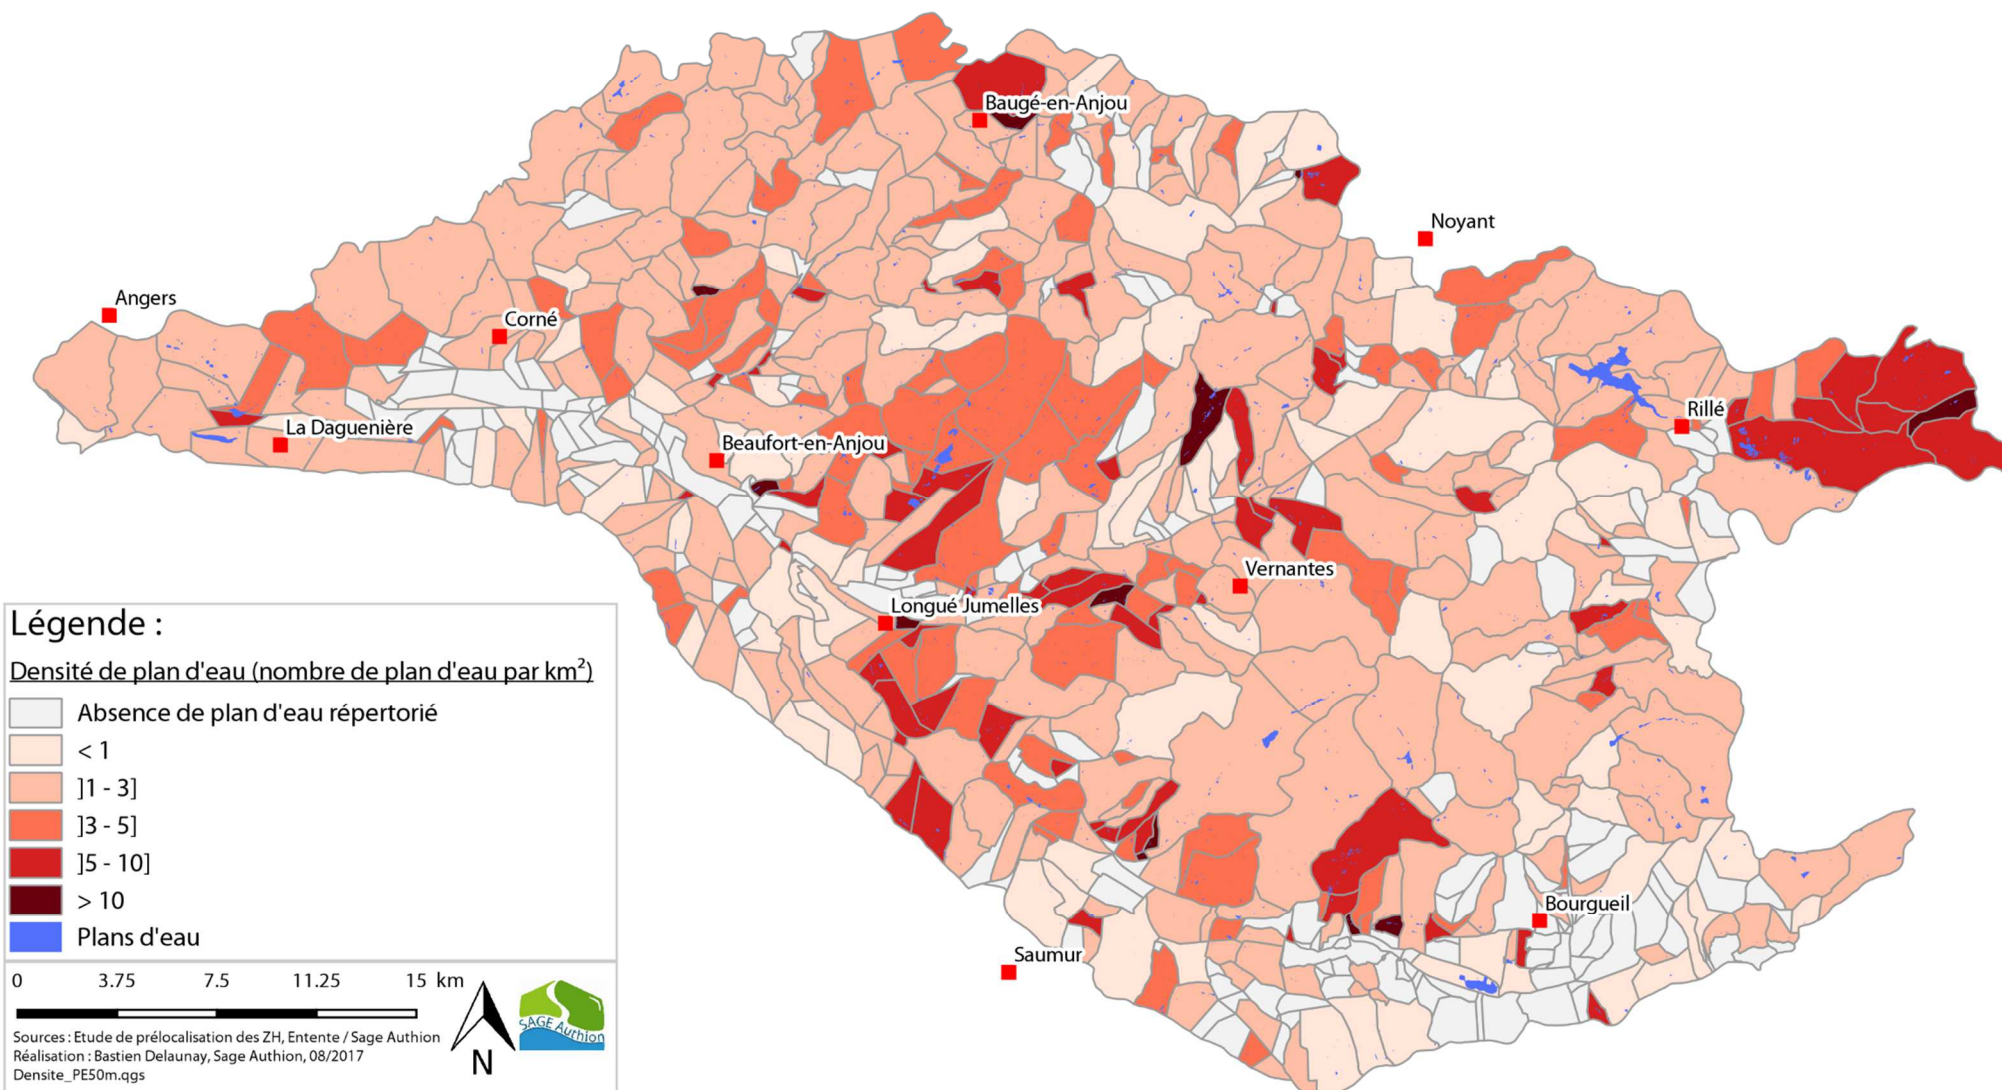 Baugé-en-Anjou
Noyant
Angers
Corné
Rillé
La Daguenière
Beaufort-en-Anjou
Vernantes
Longué Jumelles
Bourgueil
Saumur
Légende :
Densité de plan d'eau (nombre de plan d'eau par km²)
Absence de plan d'eau répertorié
< 1
]1 - 3]
]3 - 5]
]5 - 10]
> 10
Plans d'eau
0 3.75 7.5 11.25 15 km
N
SAGE Authion
Sources : Etude de prélocalisation des ZH, Entente / Sage Authion
Réalisation : Bastien Delaunay, Sage Authion, 08/2017
Densite_PE50m.qgs